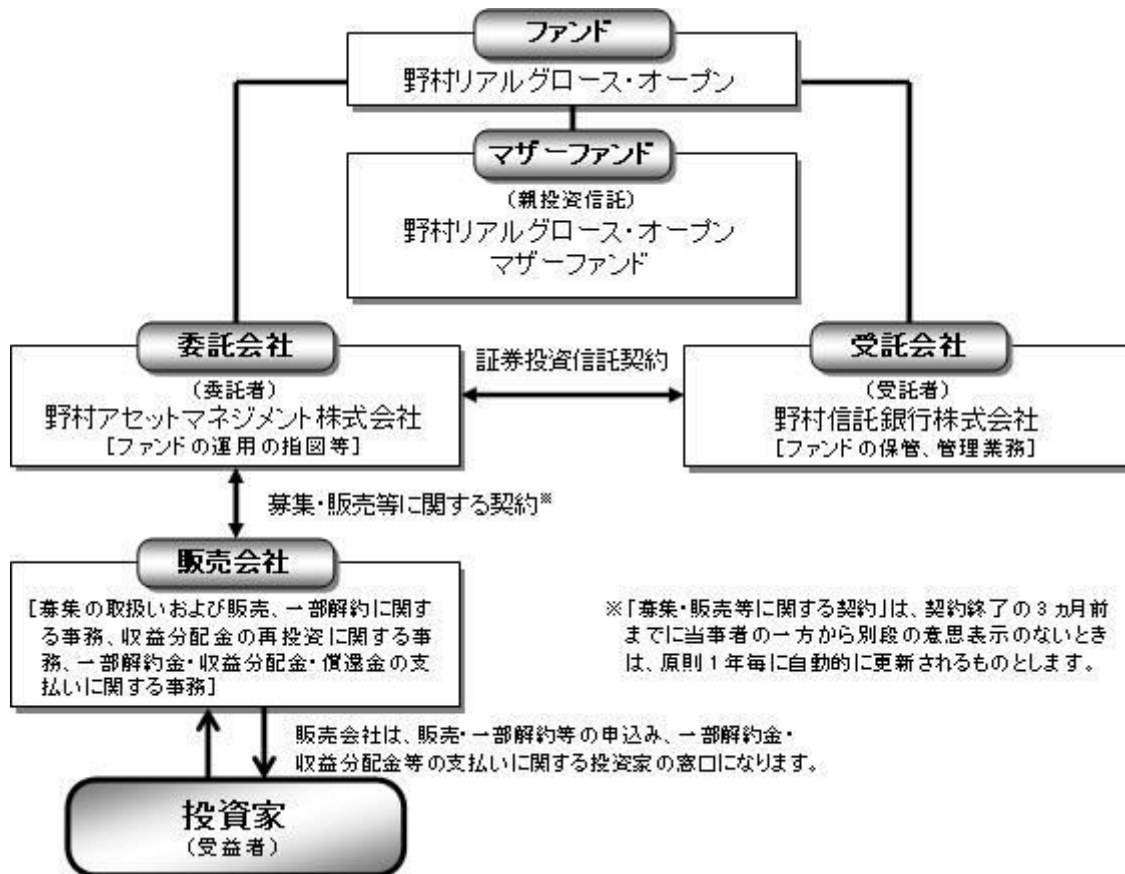 ファンド
野村リアルグロース・オープン
マザーファンド
(親投資信託)
野村リアルグロース・オープン
マザーファンド
委託会社
(委託者)
野村アセットマネジメント株式会社
[ファンドの運用の指図等]
証券投資信託契約
受託会社
(受託者)
野村信託銀行株式会社
[ファンドの保管、管理業務]
募集・販売等に関する契約※
販売会社
[募集の取扱いおよび販売、一部解約に関す
る事務、収益分配金の再投資に関する事
務、一部解約金・収益分配金・償還金の支
払いに関する事務]
※「募集・販売等に関する契約」は、契約終了の3ヵ月前
までに当事者の一方から別段の意思表示のないとき
は、原則1年毎に自動的に更新されるものとします。
販売会社は、販売・一部解約等の申込み、一部解約金・
収益分配金等の支払いに関する投資家の窓口になります。
投資家
(受益者)